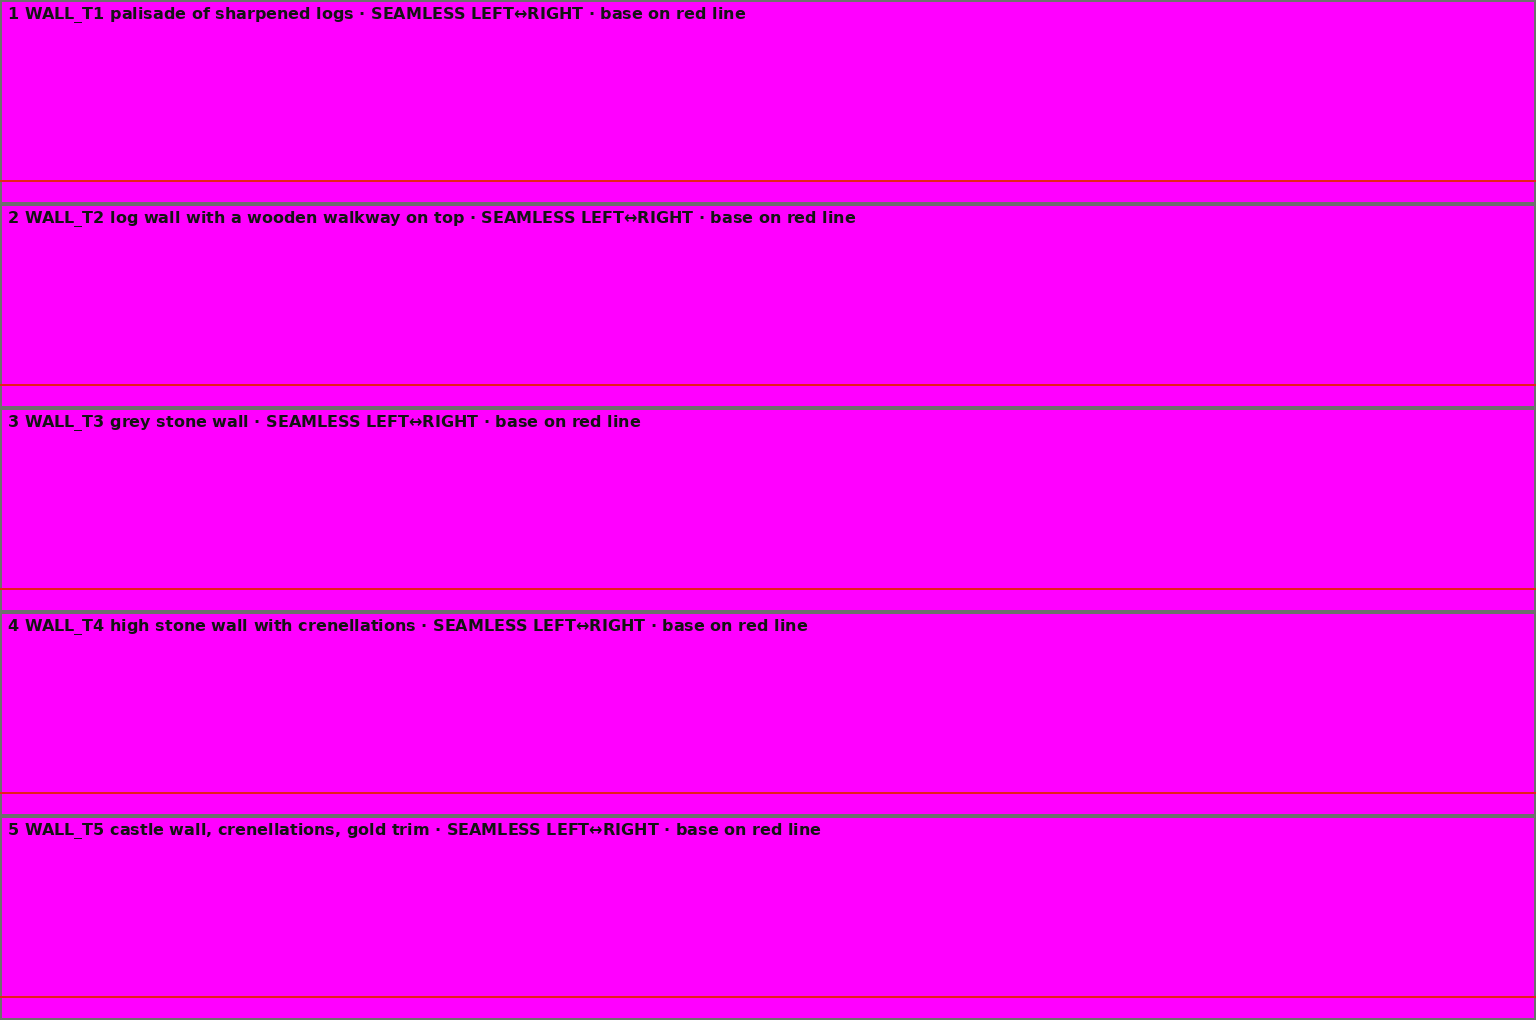 1 WALL_T1 palisade of sharpened logs · SEAMLESS LEFT↔RIGHT · base on red line
2 WALL_T2 log wall with a wooden walkway on top · SEAMLESS LEFT↔RIGHT · base on red line
3 WALL_T3 grey stone wall · SEAMLESS LEFT↔RIGHT · base on red line
4 WALL_T4 high stone wall with crenellations · SEAMLESS LEFT↔RIGHT · base on red line
5 WALL_T5 castle wall, crenellations, gold trim · SEAMLESS LEFT↔RIGHT · base on red line